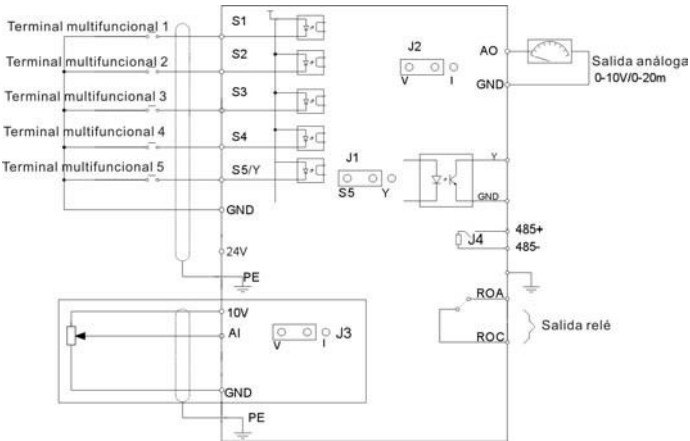 Terminal multifuncional 1
Terminal multifuncional 2
Terminal multifuncional 3
Terminal multifuncional 4
Terminal multifuncional 5
S1
S2
S3
S4
S5/Y
GND
24V
PE
J2
V I
J1
S5 Y
AO
GND
Salida análoga
0-10V/0-20m
Y
GND
485+
485-
J4
ROA
ROC
Salida relé
10V
AI
J3
V I
GND
PE